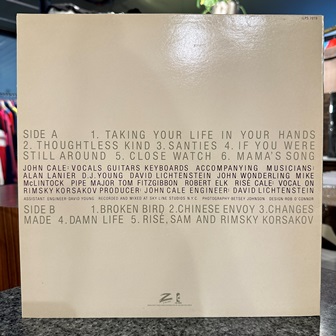 SIDE A 1. TAKING YOUR LIFE IN YOUR HANDS
2. THOUGHTLESS KIND 3. SANTIES 4. IF YOU WERE
STILL AROUND 5. CLOSE WATCH 6. MAMA'S SONG
JOHN CALE: VOCALS GUITARS KEYBOARDS ACCOMPANYING MUSICIANS:
ALAN LANIER D.J. YOUNG DAVID LICHTENSTEIN JOHN WONDERLING MIKE
McLINTOCK PIPE MAJOR TOM FITZGIBBON ROBERT ELK RISÉ CALE: VOCAL ON
RIMSKY KORSAKOV PRODUCER: JOHN CALE ENGINEER: DAVID LICHTENSTEIN
ASSISTANT ENGINEER DAVID YOUNG RECORDED AND MIXED AT SKY LINE STUDIOS N.Y.C. PHOTOGRAPHY BETSEY JOHNSON DESIGN ROB O'CONNOR
SIDE B 1. BROKEN BIRD 2. CHINESE ENVOY 3. CHANGES
MADE 4. DAMN LIFE 5. RISÉ, SAM AND RIMSKY KORSAKOV